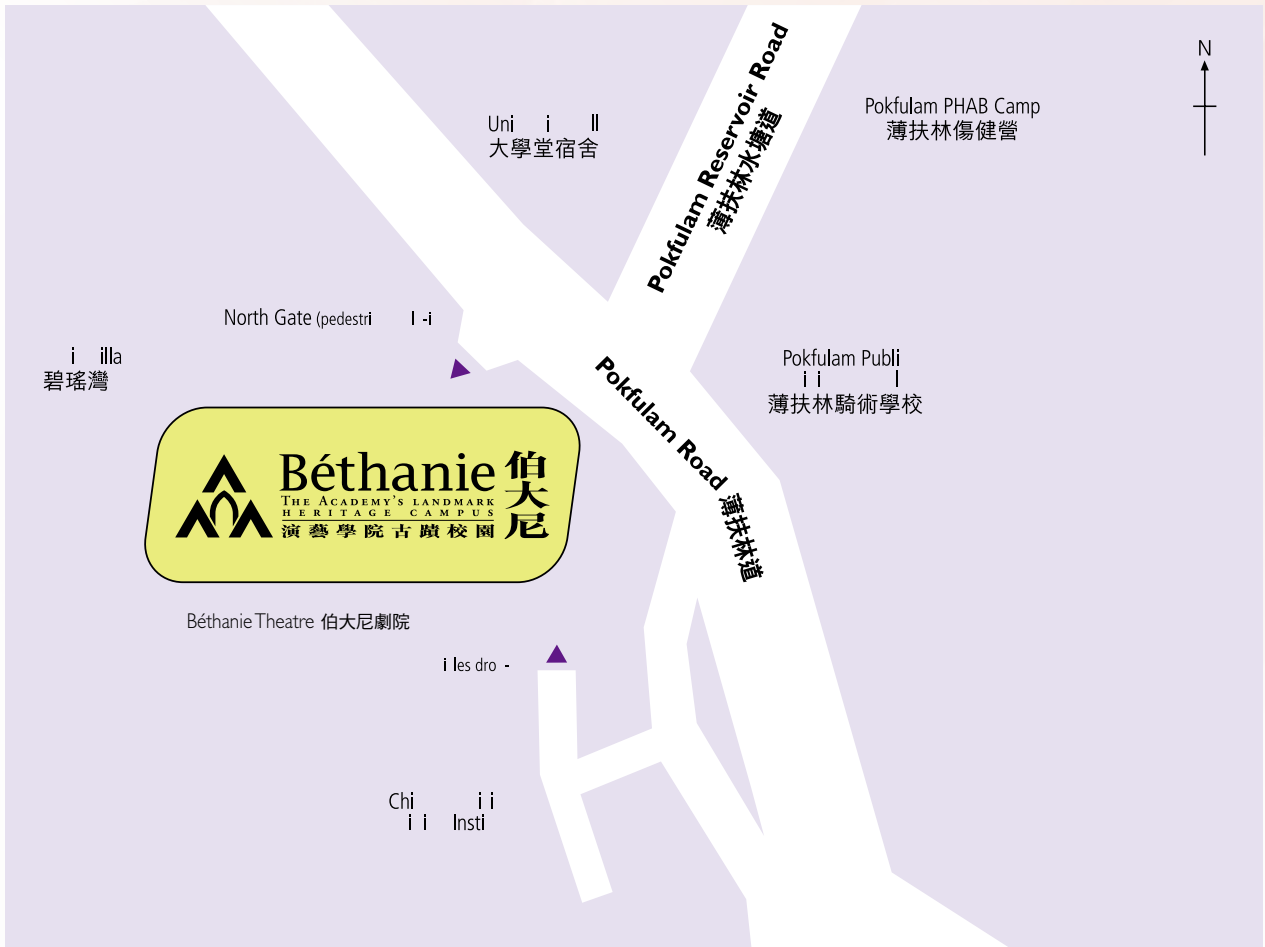 N
Pokfulam Reservoir Road
薄扶林水塘道
Pokfulam PHAB Camp
薄扶林傷健營
大學堂宿舍
North Gate
碧瑤灣
Pokfulam
薄扶林騎術學校
Pokfulam Road 薄扶林道
Béthanie 伯大尼
THE ACADEMY'S LANDMARK
HERITAGE CAMPUS
演藝學院古蹟校園
Béthanie Theatre 伯大尼劇院